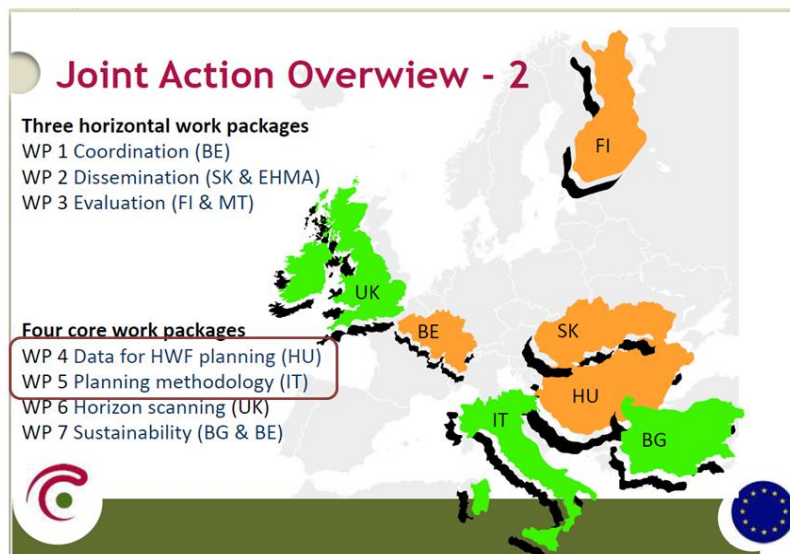 Joint Action Overwiew - 2
Three horizontal work packages
WP 1 Coordination (BE)
WP 2 Dissemination (SK & EHMA)
WP 3 Evaluation (FI & MT)
Four core work packages
WP 4 Data for HWF planning (HU)
WP 5 Planning methodology (IT)
WP 6 Horizon scanning (UK)
WP 7 Sustainability (BG & BE)
FI
UK
BE
SK
HU
IT
BG